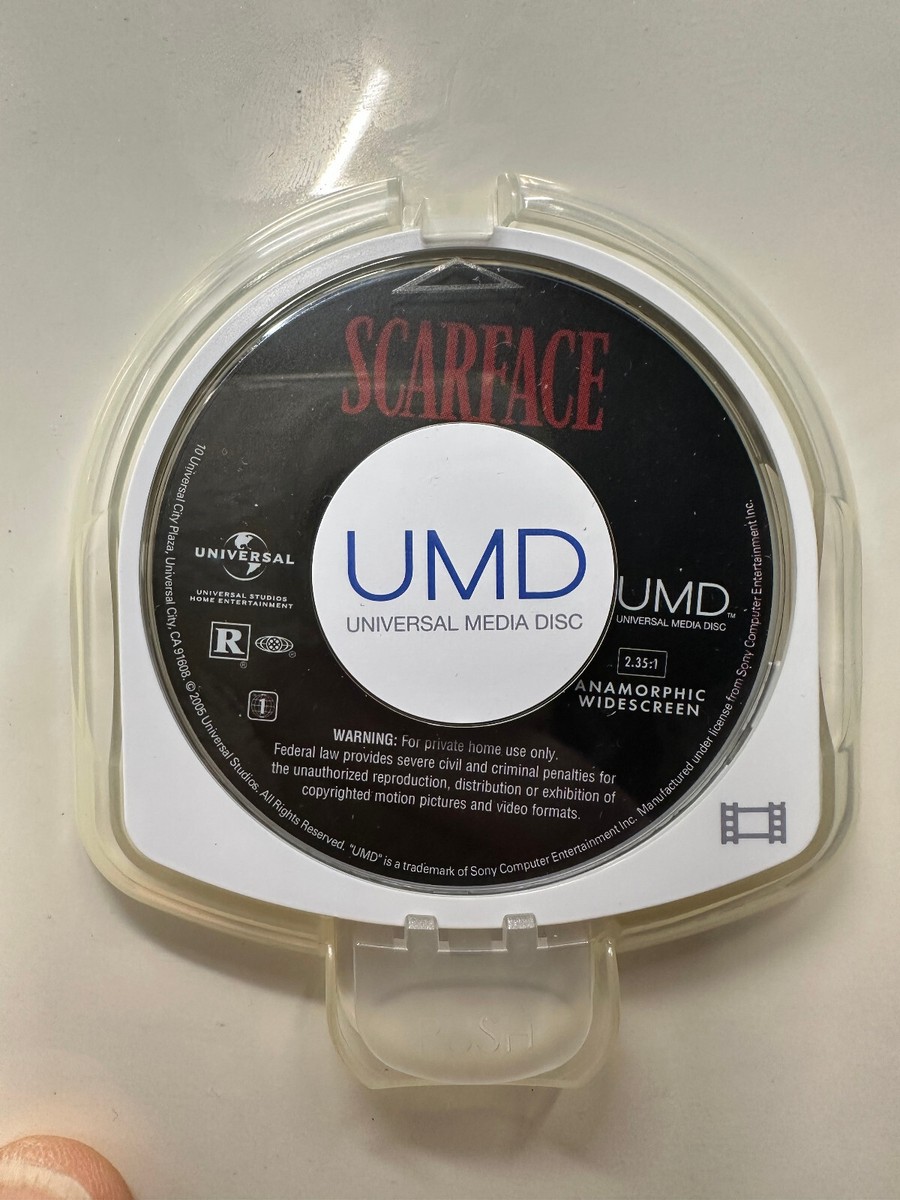 SCARFACE
UMD
UNIVERSAL MEDIA DISC
UNIVERSAL
UNIVERSAL STUDIOS
HOME ENTERTAINMENT
R
®
®
1
UMD™
UNIVERSAL MEDIA DISC
2.35:1
ANAMORPHIC
WIDESCREEN
WARNING: For private home use only.
Federal law provides severe civil and criminal penalties for
the unauthorized reproduction, distribution or exhibition of
copyrighted motion pictures and video formats.
10 Universal City Plaza, Universal City, CA 91608. © 2005 Universal Studios. All Rights Reserved. "UMD" is a trademark of Sony Computer Entertainment Inc. Manufactured under license from Sony Computer Entertainment Inc.